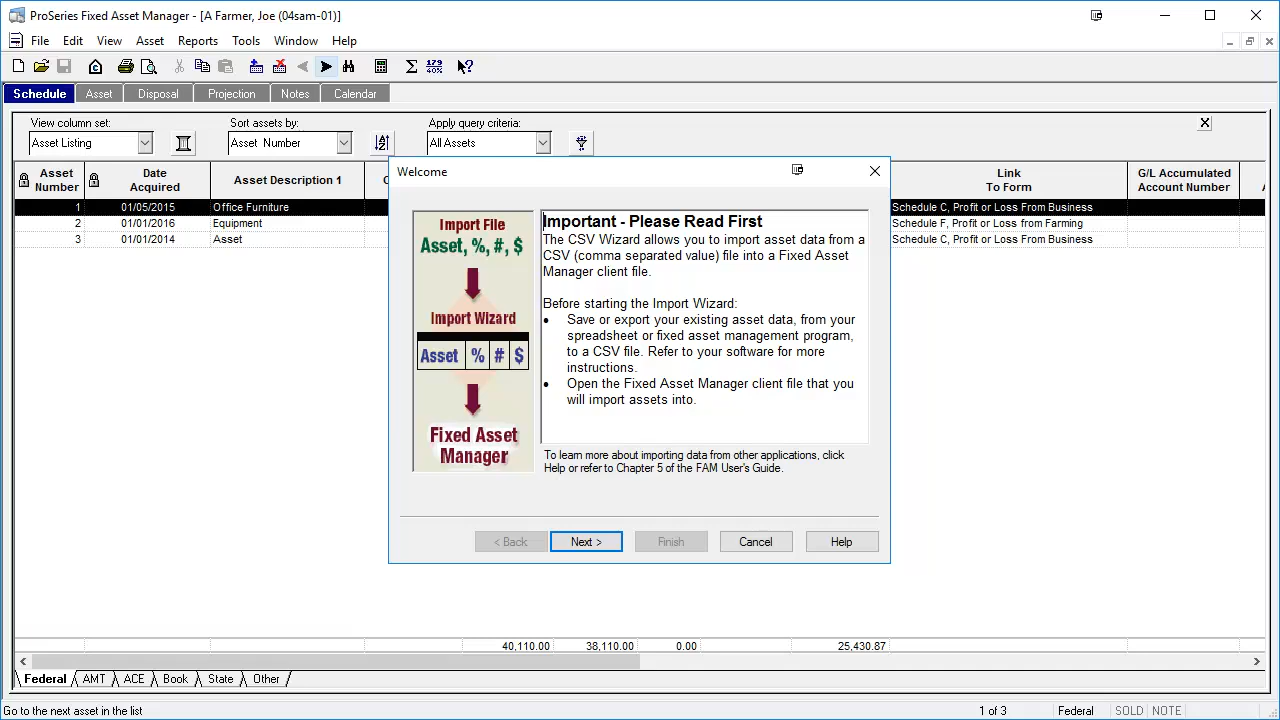 ProSeries Fixed Asset Manager - [A Farmer, Joe (04sam-01)]
File Edit View Asset Reports Tools Window Help
Schedule Asset Disposal Projection Notes Calendar
View column set: Sort assets by: Apply query criteria:
Asset Listing Asset Number All Assets
Asset Number Date Acquired Asset Description 1 Link To Form G/L Accumulated Account Number
1 01/05/2015 Office Furniture Schedule C, Profit or Loss From Business
2 01/01/2016 Equipment Schedule F, Profit or Loss from Farming
3 01/01/2014 Asset Schedule C, Profit or Loss From Business
Welcome
Import File
Asset, %, #, $
Import Wizard
Asset % # $
Fixed Asset
Manager
Important - Please Read First
The CSV Wizard allows you to import asset data from a
CSV (comma separated value) file into a Fixed Asset
Manager client file.
Before starting the Import Wizard:
• Save or export your existing asset data, from your
spreadsheet or fixed asset management program,
to a CSV file. Refer to your software for more
instructions.
• Open the Fixed Asset Manager client file that you
will import assets into.
To learn more about importing data from other applications, click
Help or refer to Chapter 5 of the FAM User's Guide.
< Back Next > Finish Cancel Help
40,110.00 38,110.00 0.00 25,430.87
Federal AMT ACE Book State Other
Go to the next asset in the list 1 of 3 Federal SOLD NOTE